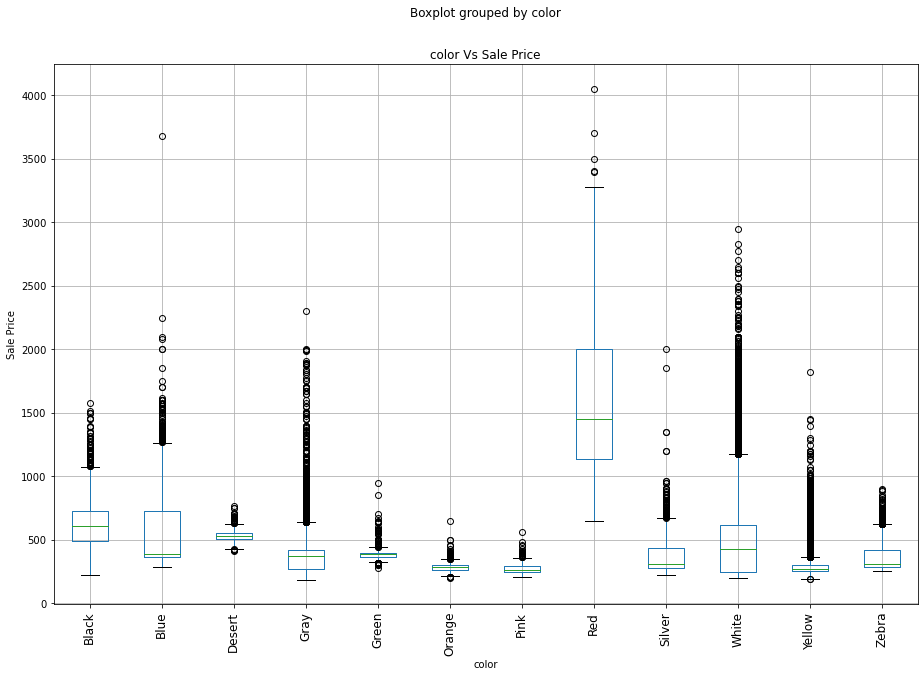 Boxplot grouped by color
color Vs Sale Price
4000
3500
3000
2500
2000
1500
1000
500
0
Sale Price
Black
Blue
Desert
Gray
Green
Orange
Pink
Red
Silver
White
Yellow
Zebra
color